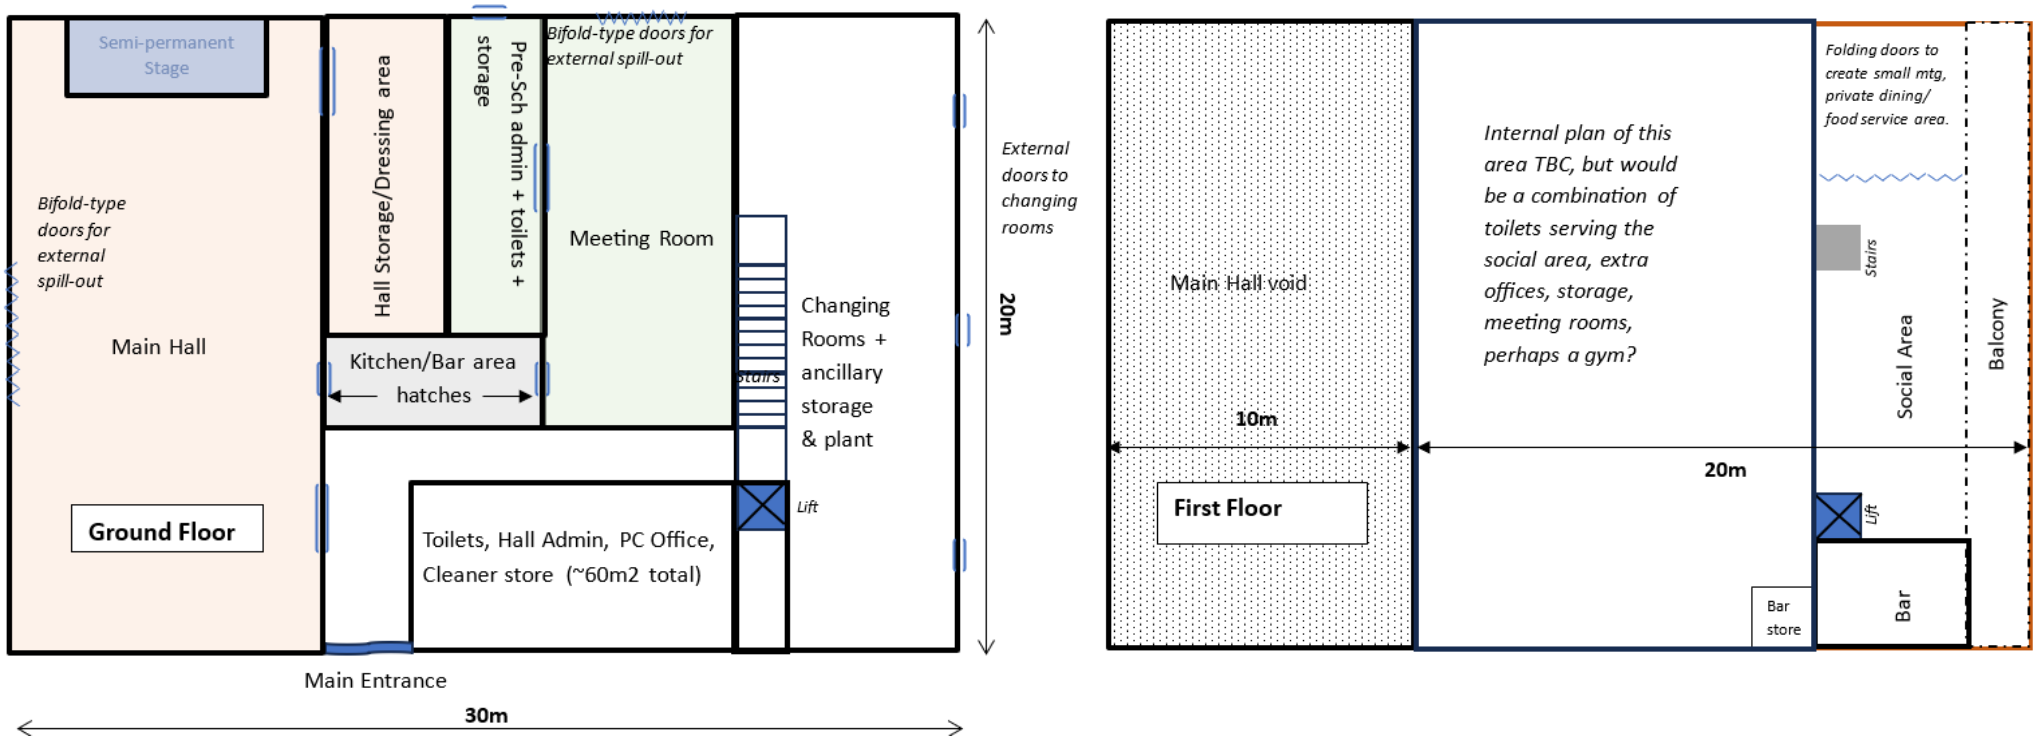 Semi-permanent
Stage
Bifold-type
doors for
external
spill-out
Main Hall
Ground Floor
Hall Storage/Dressing area
Pre-Sch admin + toilets +
storage
Bifold-type doors for
external spill-out
Meeting Room
Kitchen/Bar area
hatches
Stairs
Changing
Rooms +
ancillary
storage
& plant
Lift
Toilets, Hall Admin, PC Office,
Cleaner store (~60m2 total)
Main Entrance
30m
20m
External
doors to
changing
rooms
Main Hall void
10m
First Floor
Internal plan of this
area TBC, but would
be a combination of
toilets serving the
social area, extra
offices, storage,
meeting rooms,
perhaps a gym?
20m
Bar
store
Folding doors to
create small mtg,
private dining/
food service area.
Stairs
Social Area
Balcony
Lift
Bar